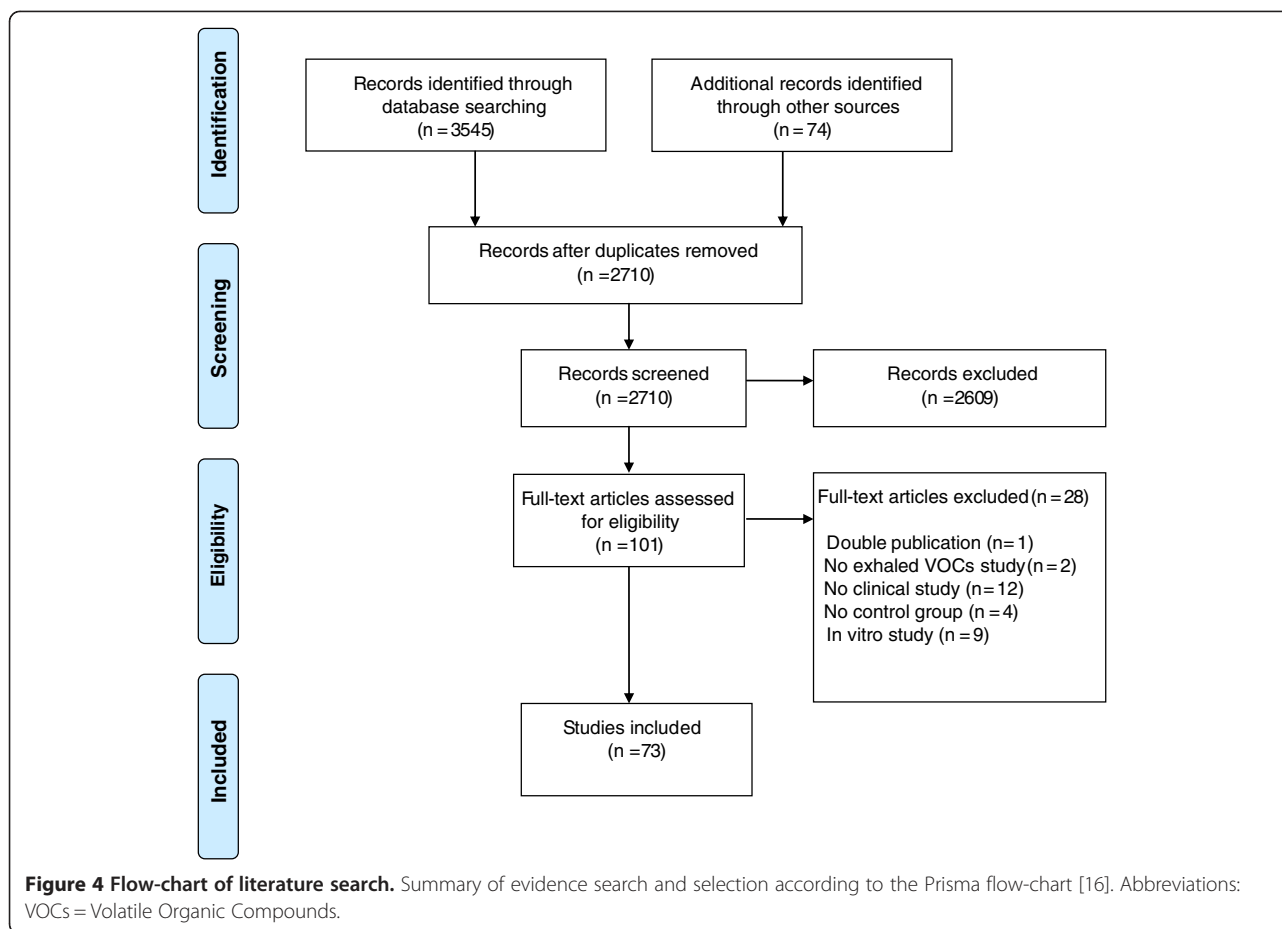 Identification
Records identified through
database searching
(n = 3545)
Additional records identified
through other sources
(n = 74)
Screening
Records after duplicates removed
(n =2710)
Records screened
(n =2710)
Records excluded
(n =2609)
Eligibility
Full-text articles assessed
for eligibility
(n =101)
Full-text articles excluded (n = 28)
Double publication (n= 1)
No exhaled VOCs study (n = 2)
No clinical study (n= 12)
No control group (n = 4)
In vitro study (n = 9)
Included
Studies included
(n =73)
Figure 4 Flow-chart of literature search. Summary of evidence search and selection according to the Prisma flow-chart [16]. Abbreviations:
VOCs = Volatile Organic Compounds.